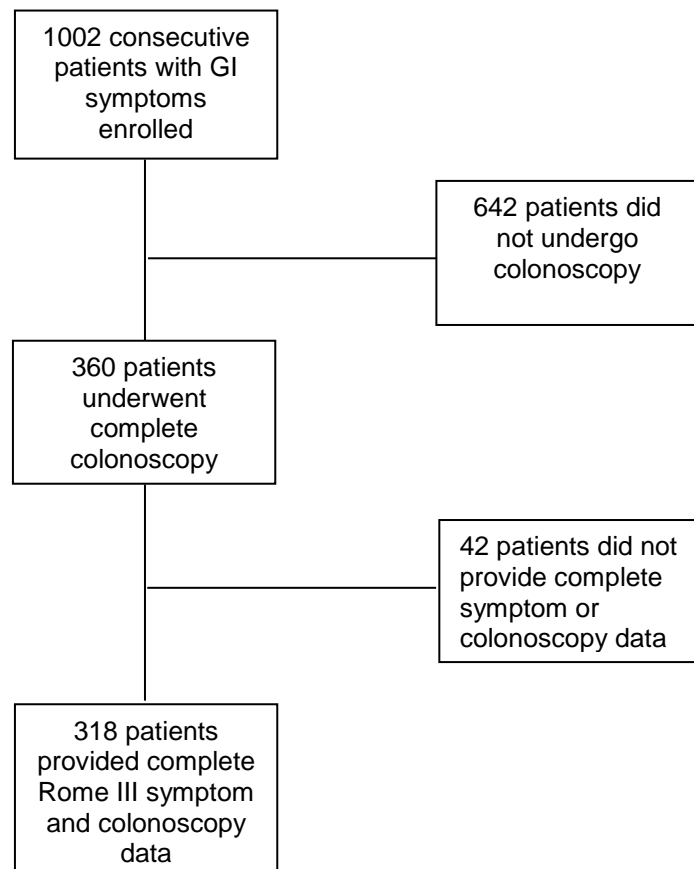 1002 consecutive
patients with GI
symptoms
enrolled
642 patients did
not undergo
colonoscopy
360 patients
underwent
complete
colonoscopy
42 patients did not
provide complete
symptom or
colonoscopy data
318 patients
provided complete
Rome III symptom
and colonoscopy
data